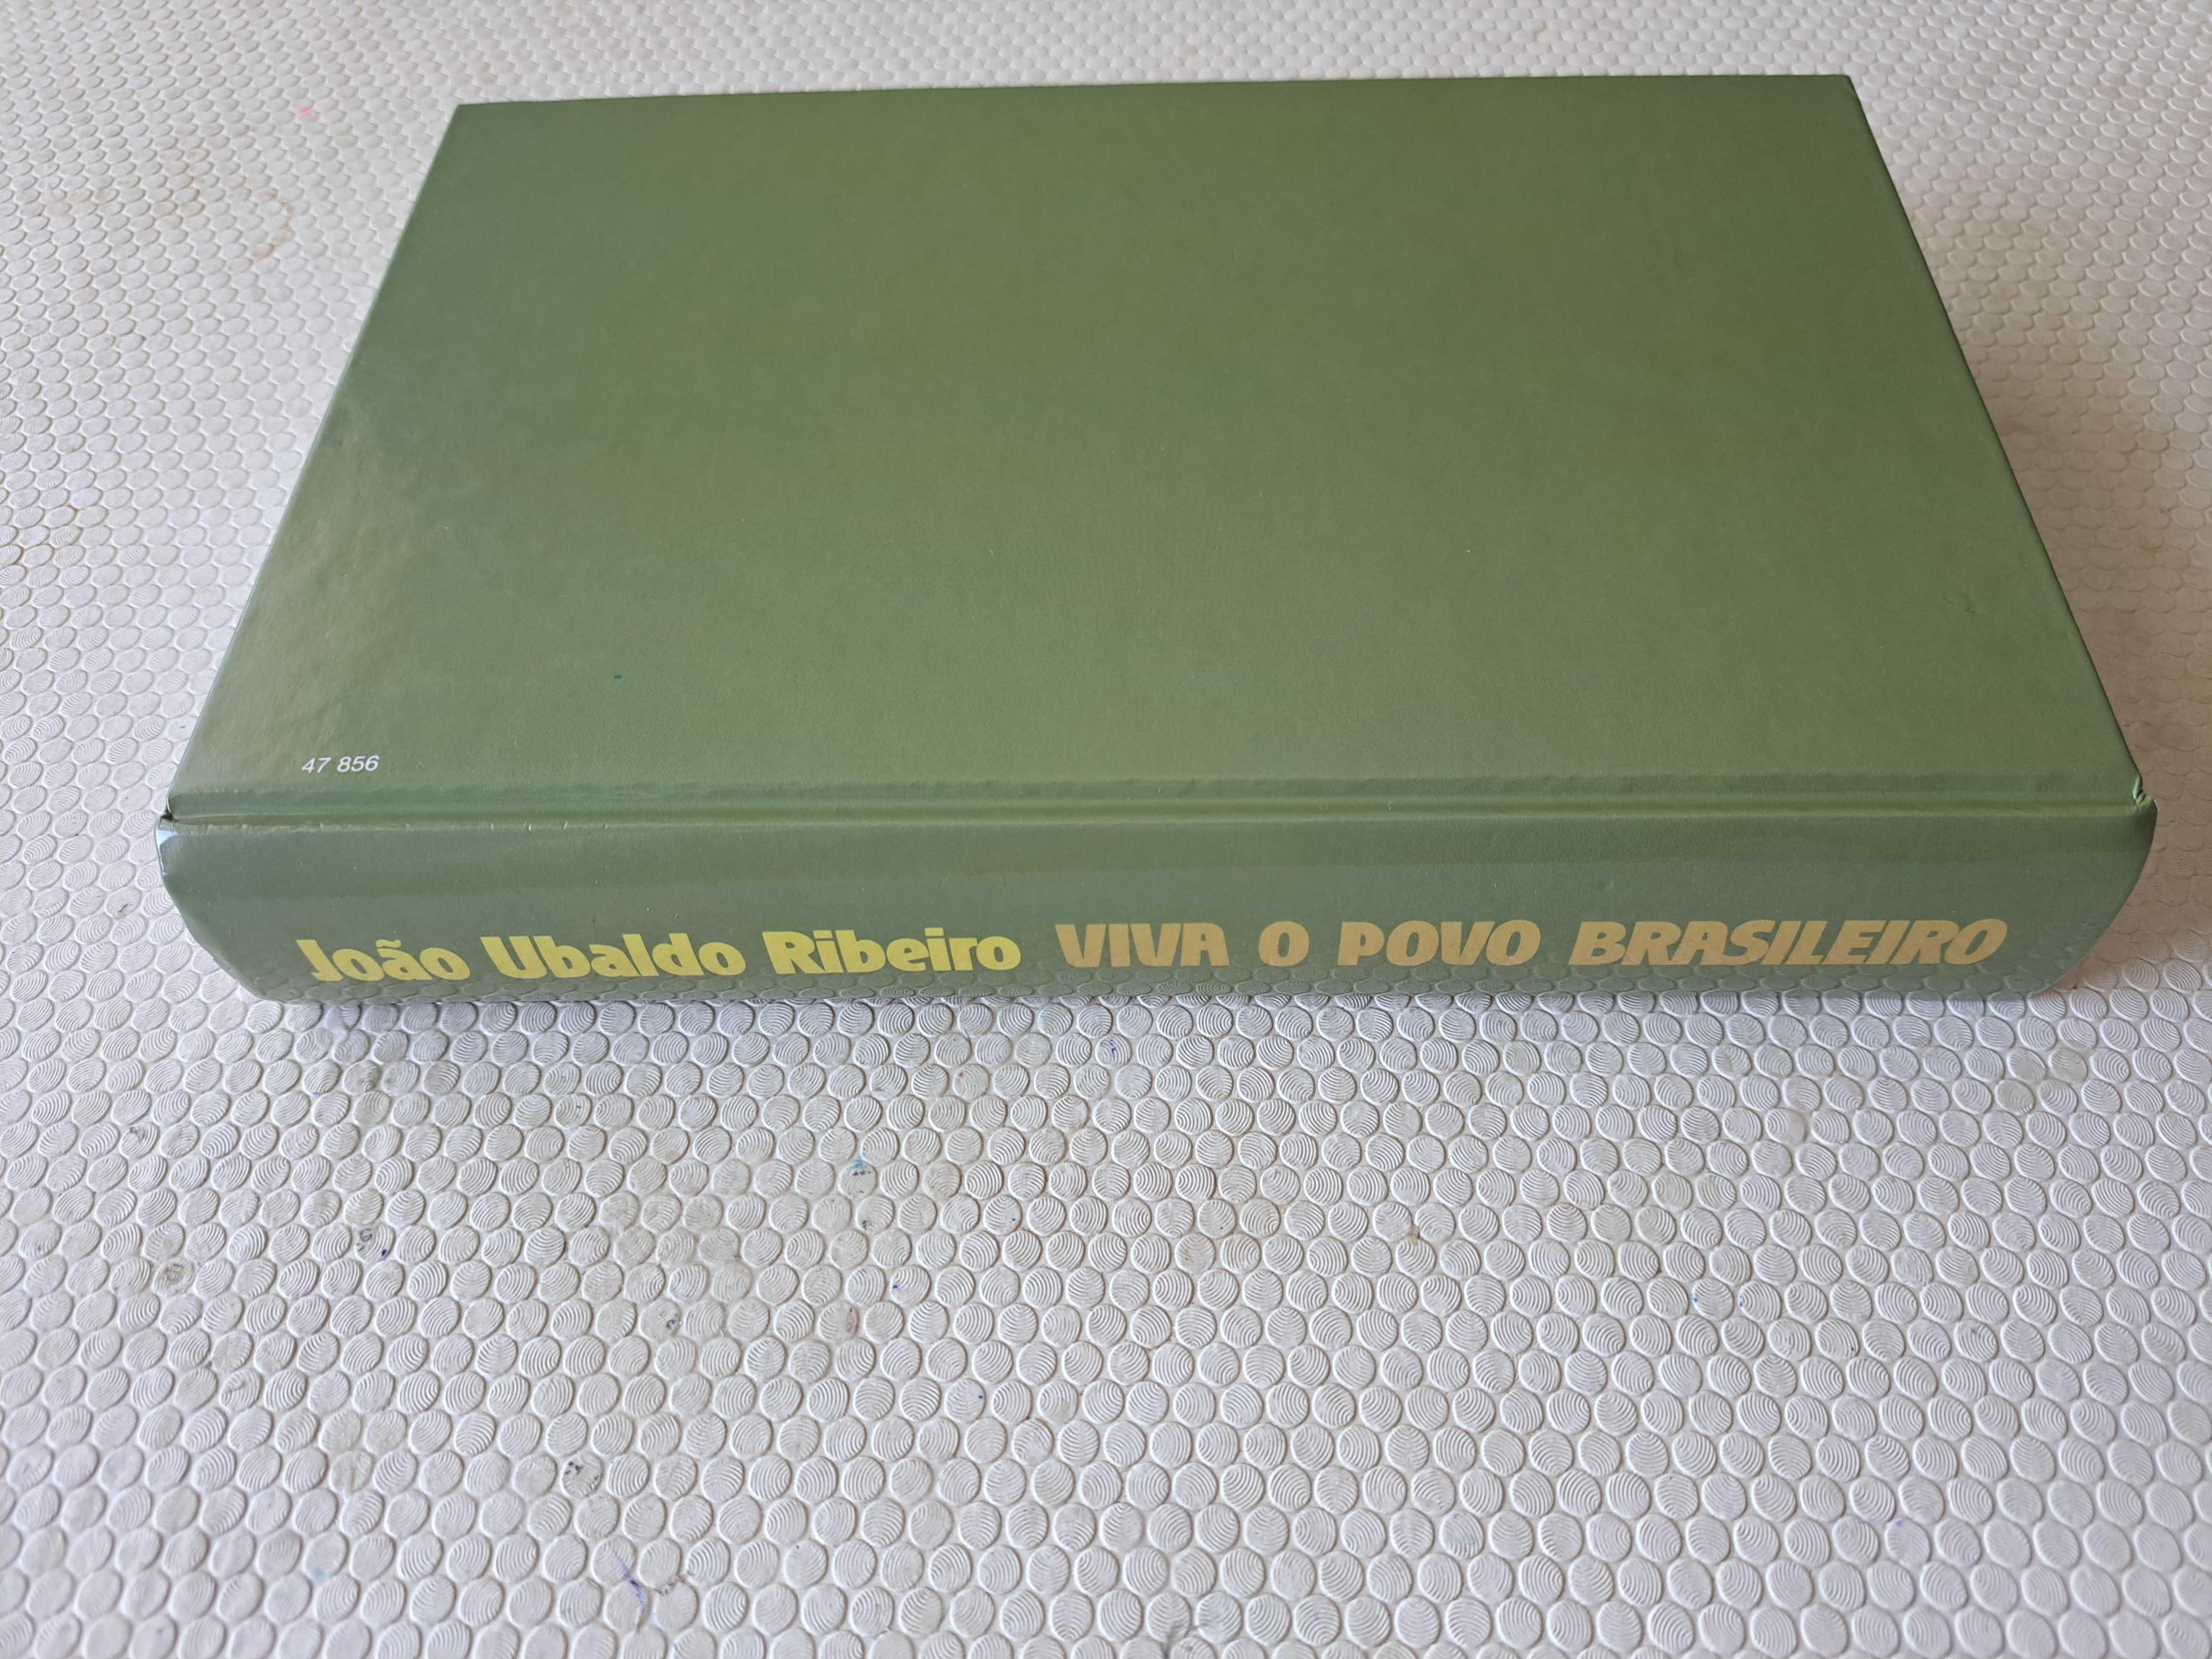 47 856
João Ubaldo Ribeiro VIVA O POVO BRASILEIRO